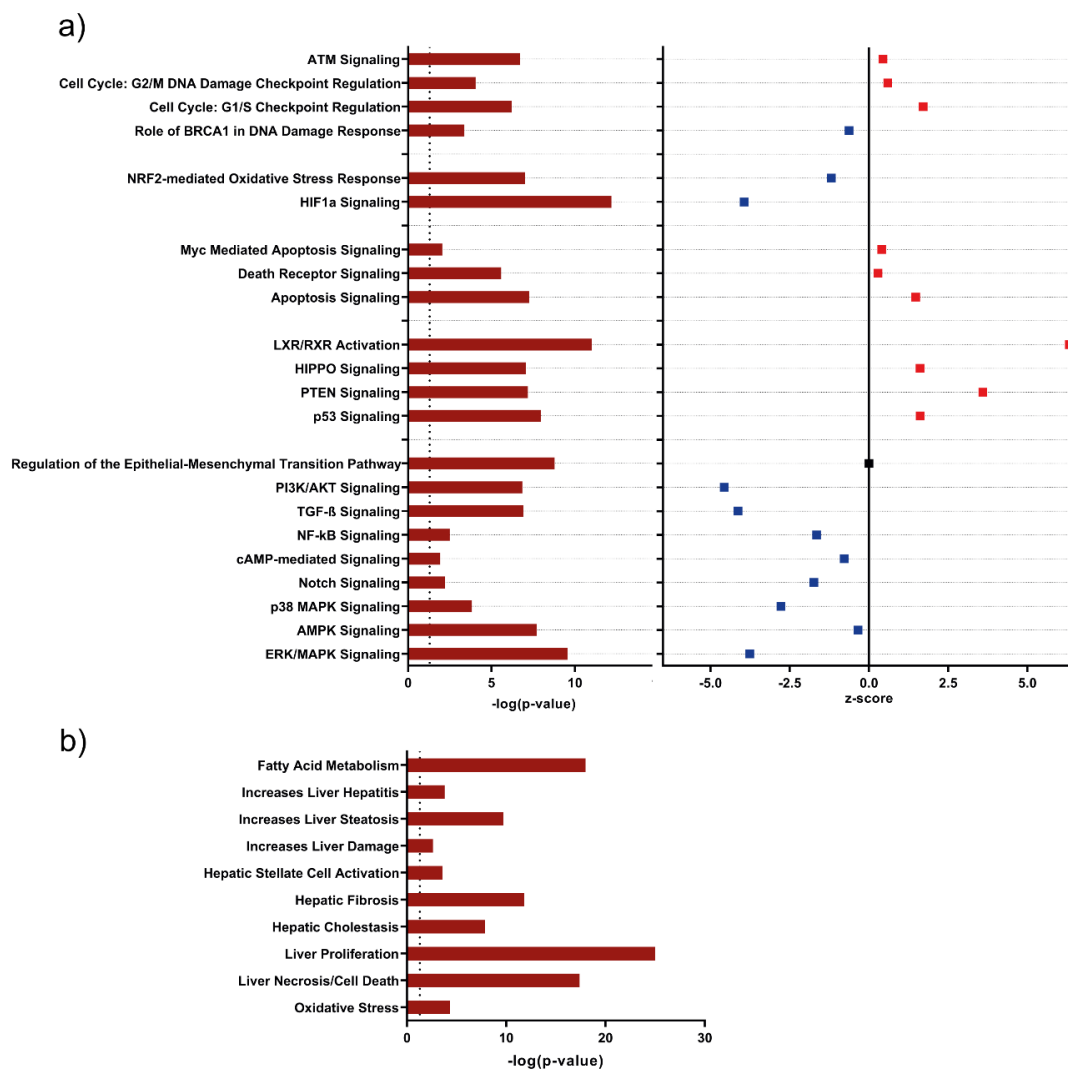 a)
ATM Signaling
Cell Cycle: G2/M DNA Damage Checkpoint Regulation
Cell Cycle: G1/S Checkpoint Regulation
Role of BRCA1 in DNA Damage Response
NRF2-mediated Oxidative Stress Response
HIF1a Signaling
Myc Mediated Apoptosis Signaling
Death Receptor Signaling
Apoptosis Signaling
LXR/RXR Activation
HIPPO Signaling
PTEN Signaling
p53 Signaling
Regulation of the Epithelial-Mesenchymal Transition Pathway
PI3K/AKT Signaling
TGF-ß Signaling
NF-kB Signaling
cAMP-mediated Signaling
Notch Signaling
p38 MAPK Signaling
AMPK Signaling
ERK/MAPK Signaling
0 5 10
-log(p-value)
-5.0 -2.5 0.0 2.5 5.0
z-score
b)
Fatty Acid Metabolism
Increases Liver Hepatitis
Increases Liver Steatosis
Increases Liver Damage
Hepatic Stellate Cell Activation
Hepatic Fibrosis
Hepatic Cholestasis
Liver Proliferation
Liver Necrosis/Cell Death
Oxidative Stress
0 10 20 30
-log(p-value)